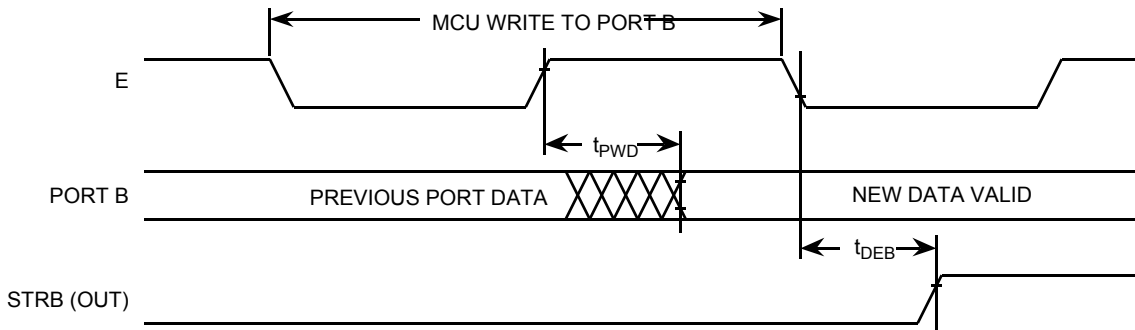 MCU WRITE TO PORT B
E
tPWD
PORT B
PREVIOUS PORT DATA
NEW DATA VALID
tDEB
STRB (OUT)